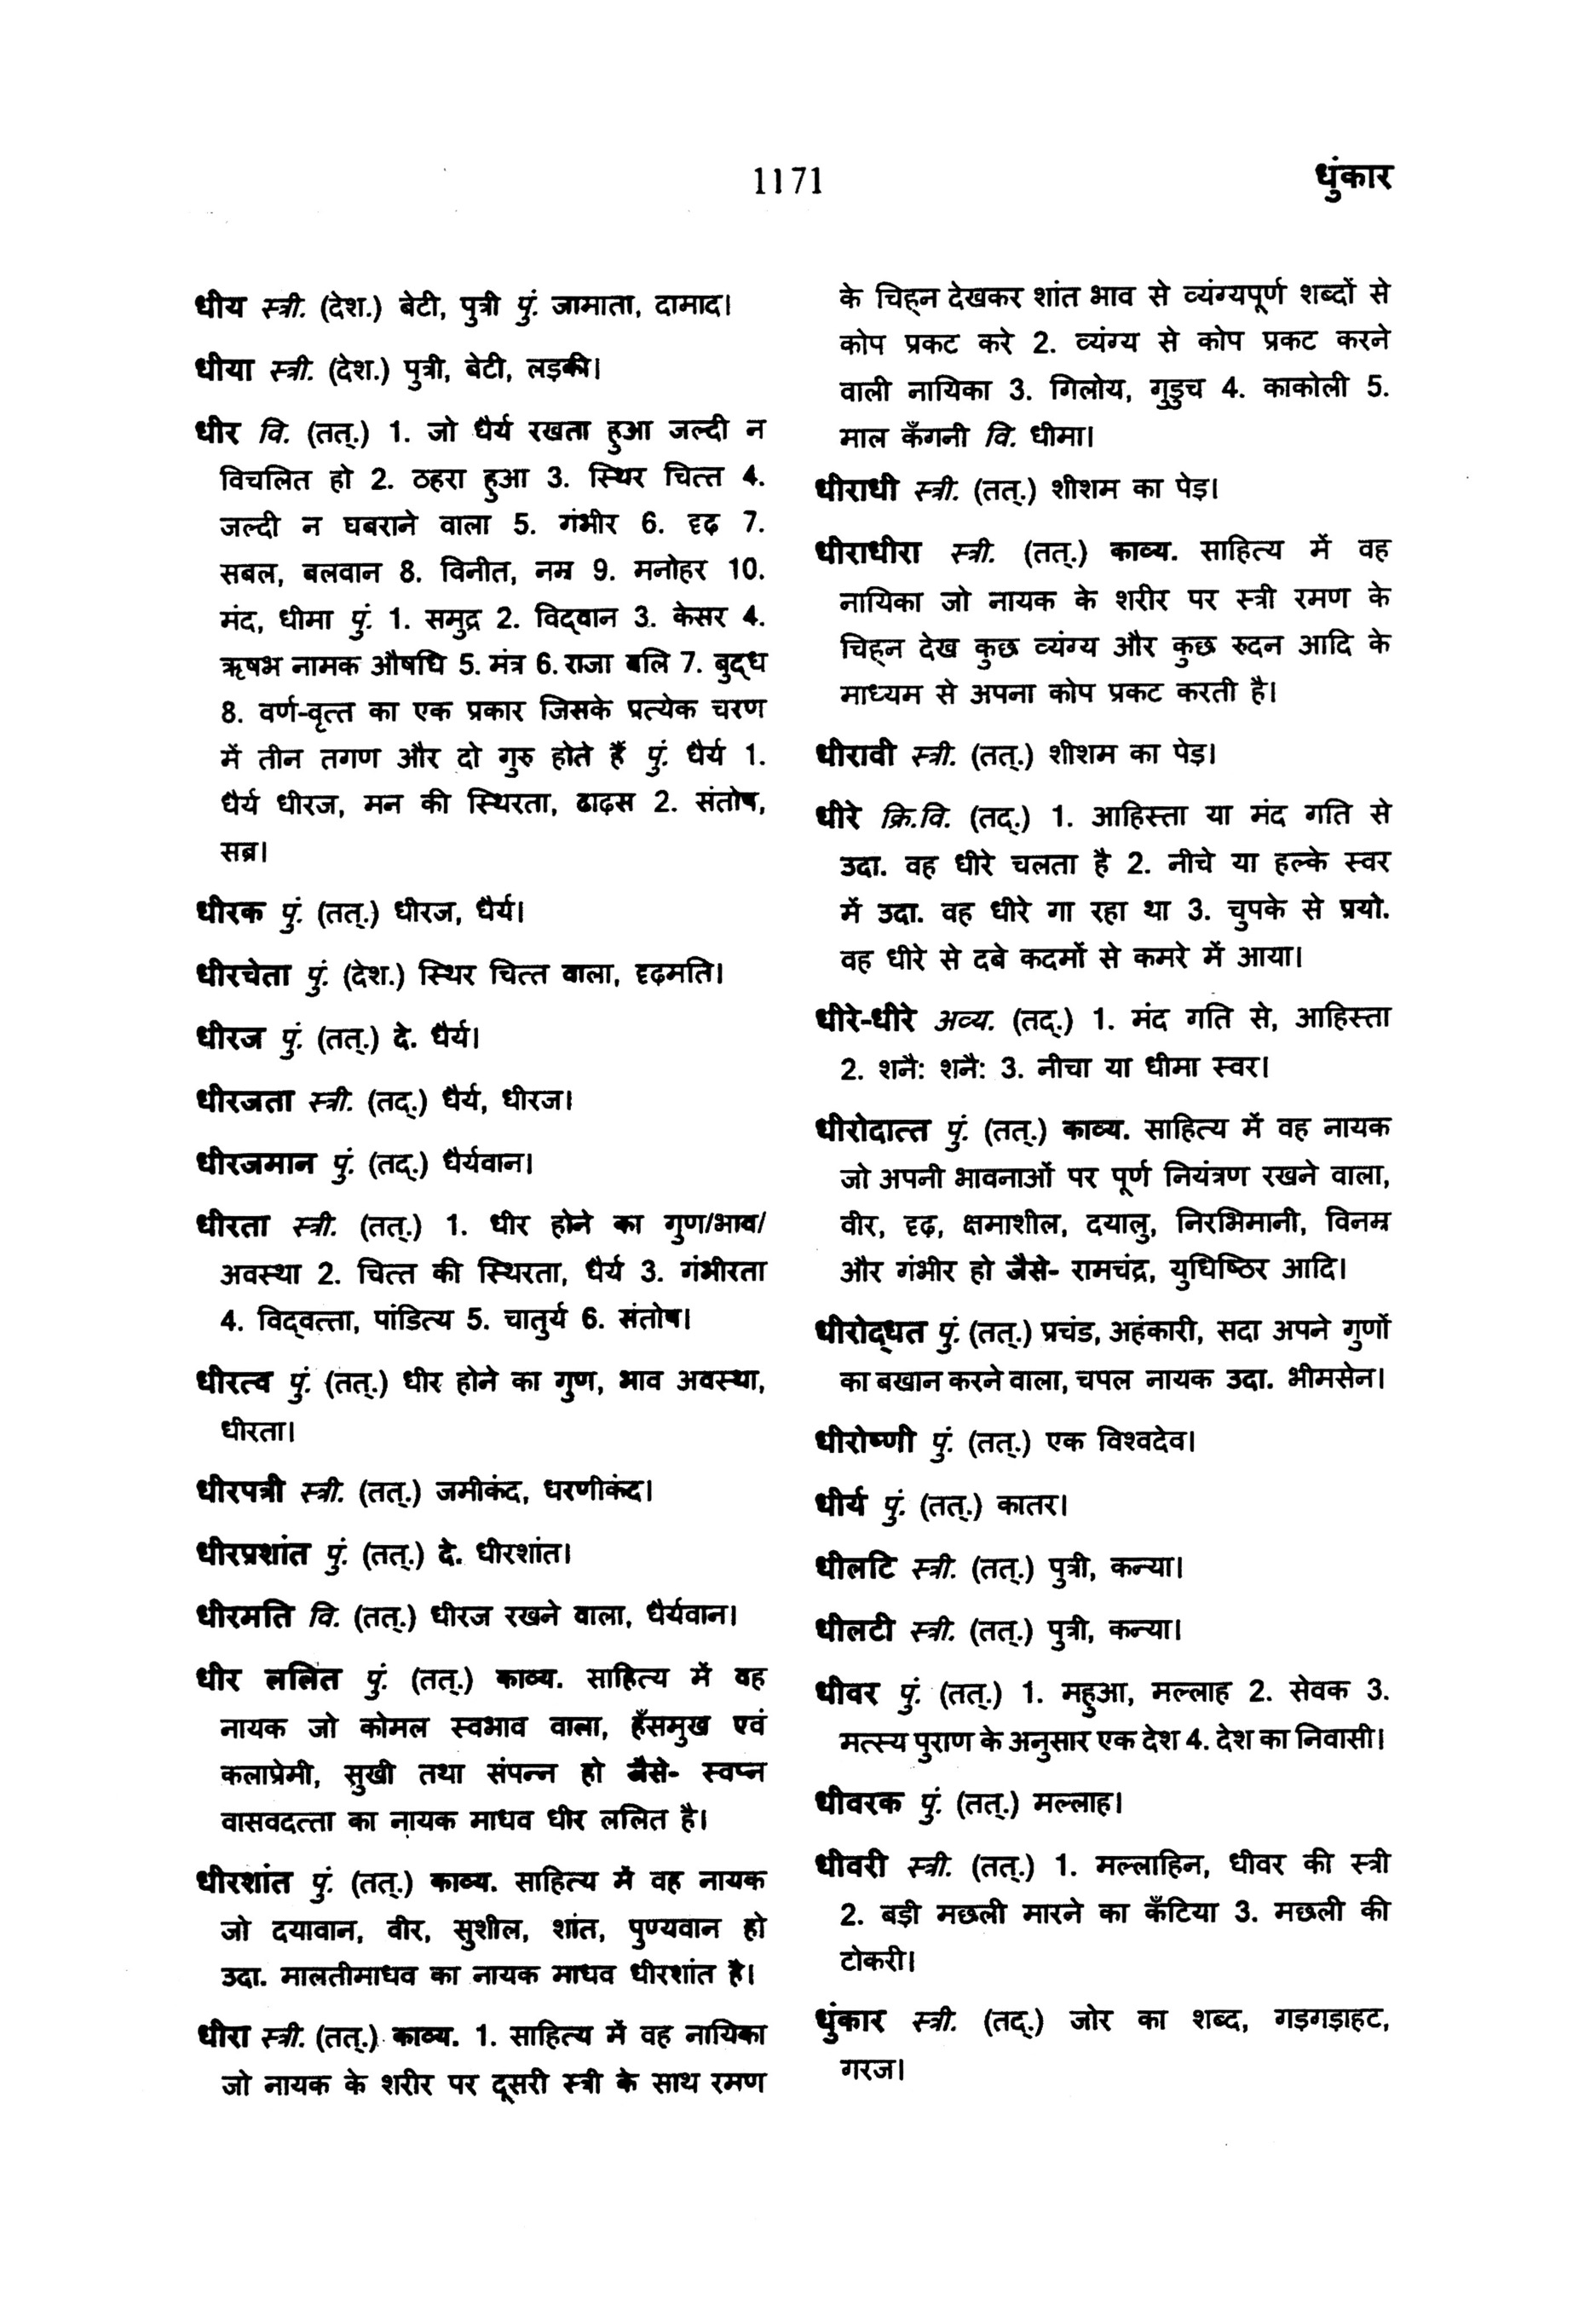 1171
धुंकार
धीय स्त्री. (देश.) बेटी, पुत्री पुं. जामाता, दामाद।
धीया स्त्री. (देश.) पुत्री, बेटी, लड़की।
धीर वि. (तत्.) 1. जो धैर्य रखता हुआ जल्दी न
विचलित हो 2. ठहरा हुआ 3. स्थिर चित्त 4.
जल्दी न घबराने वाला 5. गंभीर 6. दृढ़ 7.
सबल, बलवान 8. विनीत, नम्र 9. मनोहर 10.
मंद, धीमा पुं. 1. समुद्र 2. विद्वान 3. केसर 4.
ऋषभ नामक औषधि 5. मंत्र 6. राजा बलि 7. बुद्ध
8. वर्ण-वृत्त का एक प्रकार जिसके प्रत्येक चरण
में तीन तगण और दो गुरु होते हैं पुं. धैर्य 1.
धैर्य धीरज, मन की स्थिरता, ढाढ़स 2. संतोष,
सब्र।
धीरक पुं. (तत्.) धीरज, धैर्य।
धीरचेता पुं. (देश.) स्थिर चित्त वाला, दृढ़मति।
धीरज पुं. (तत्.) दे. धैर्य।
धीरजता स्त्री. (तद्.) धैर्य, धीरज।
धीरजमान पुं. (तद्.) धैर्यवान।
धीरता स्त्री. (तत्.) 1. धीर होने का गुण/भाव/
अवस्था 2. चित्त की स्थिरता, धैर्य 3. गंभीरता
4. विद्वत्ता, पांडित्य 5. चातुर्य 6. संतोष।
धीरत्व पुं. (तत्.) धीर होने का गुण, भाव अवस्था,
धीरता।
धीरपत्री स्त्री. (तत्.) जमीकंद, धरणीकंद।
धीरप्रशांत पुं. (तत्.) दे. धीरशांत।
धीरमति वि. (तत्.) धीरज रखने वाला, धैर्यवान।
धीर ललित पुं. (तत्.) काव्य. साहित्य में वह
नायक जो कोमल स्वभाव वाला, हँसमुख एवं
कलाप्रेमी, सुखी तथा संपन्न हो जैसे- स्वप्न
वासवदत्ता का नायक माधव धीर ललित है।
धीरशांत पुं. (तत्.) काव्य. साहित्य में वह नायक
जो दयावान, वीर, सुशील, शांत, पुण्यवान हो
उदा. मालतीमाधव का नायक माधव धीरशांत है।
धीरा स्त्री. (तत्.) काव्य. 1. साहित्य में वह नायिका
जो नायक के शरीर पर दूसरी स्त्री के साथ रमण
के चिह्न देखकर शांत भाव से व्यंग्यपूर्ण शब्दों से
कोप प्रकट करे 2. व्यंग्य से कोप प्रकट करने
वाली नायिका 3. गिलोय, गुडुच 4. काकोली 5.
माल कँगनी वि. धीमा।
धीराधी स्त्री. (तत्.) शीशम का पेड़।
धीराधीरा स्त्री. (तत्.) काव्य. साहित्य में वह
नायिका जो नायक के शरीर पर स्त्री रमण के
चिह्न देख कुछ व्यंग्य और कुछ रुदन आदि के
माध्यम से अपना कोप प्रकट करती है।
धीरावी स्त्री. (तत्.) शीशम का पेड़।
धीरे क्रि.वि. (तद्.) 1. आहिस्ता या मंद गति से
उदा. वह धीरे चलता है 2. नीचे या हल्के स्वर
में उदा. वह धीरे गा रहा था 3. चुपके से प्रयो.
वह धीरे से दबे कदमों से कमरे में आया।
धीरे-धीरे अव्य. (तद्.) 1. मंद गति से, आहिस्ता
2. शनै: शनै: 3. नीचा या धीमा स्वर।
धीरोदात्त पुं. (तत्.) काव्य. साहित्य में वह नायक
जो अपनी भावनाओं पर पूर्ण नियंत्रण रखने वाला,
वीर, दृढ़, क्षमाशील, दयालु, निरभिमानी, विनम्र
और गंभीर हो जैसे- रामचंद्र, युधिष्ठिर आदि।
धीरोद्धत पुं. (तत्.) प्रचंड, अहंकारी, सदा अपने गुणों
का बखान करने वाला, चपल नायक उदा. भीमसेन।
धीरोष्णी पुं. (तत्.) एक विश्वदेव।
धीर्य पुं. (तत्.) कातर।
धीलटि स्त्री. (तत्.) पुत्री, कन्या।
धीलटी स्त्री. (तत्.) पुत्री, कन्या।
धीवर पुं. (तत्.) 1. महुआ, मल्लाह 2. सेवक 3.
मत्स्य पुराण के अनुसार एक देश 4. देश का निवासी।
धीवरक पुं. (तत्.) मल्लाह।
धीवरी स्त्री. (तत्.) 1. मल्लाहिन, धीवर की स्त्री
2. बड़ी मछली मारने का कँटिया 3. मछली की
टोकरी।
धुंकार स्त्री. (तद्.) जोर का शब्द, गड़गड़ाहट,
गरज।